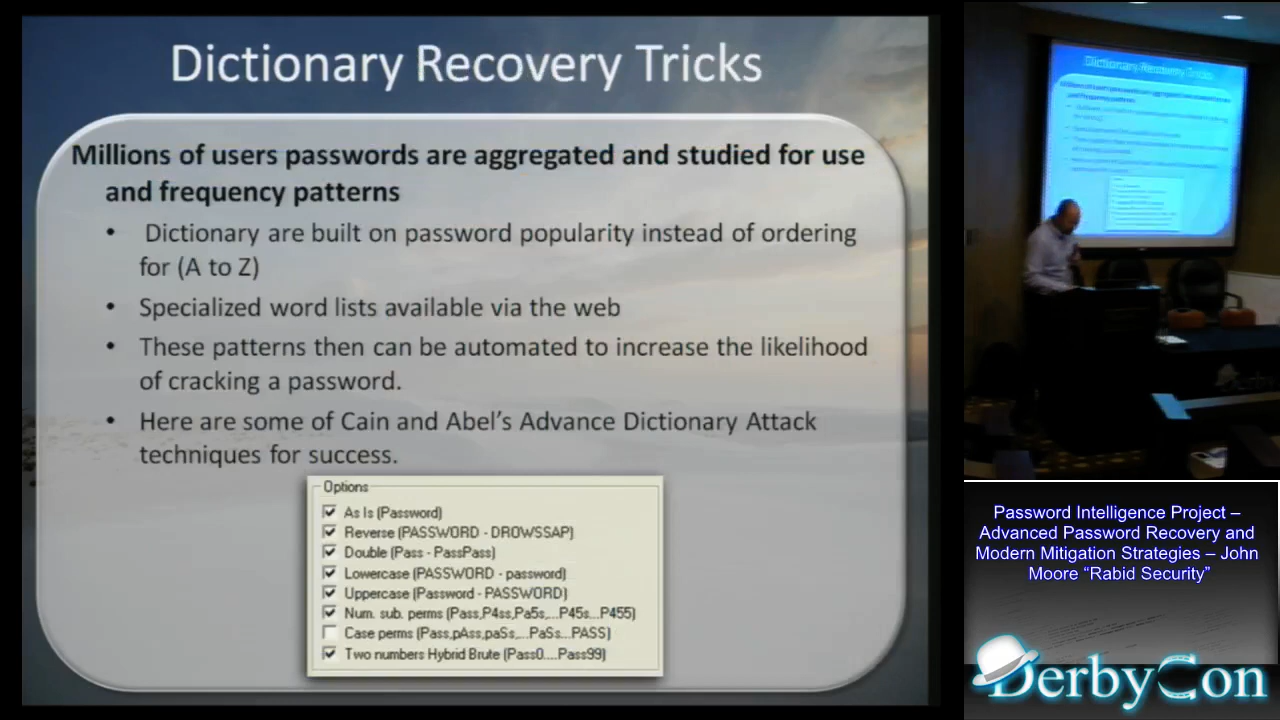 Dictionary Recovery Tricks
Millions of users passwords are aggregated and studied for use
and frequency patterns
• Dictionary are built on password popularity instead of ordering
for (A to Z)
• Specialized word lists available via the web
• These patterns then can be automated to increase the likelihood
of cracking a password.
• Here are some of Cain and Abel's Advance Dictionary Attack
techniques for success.
Options
As Is (Password)
Reverse (PASSWORD - DROWSSAP)
Double (Pass - PassPass)
Lowercase (PASSWORD - password)
Uppercase (Password - PASSWORD)
Num. sub. perms (Pass,P4ss,Pa5s,...P45s...P455)
Case perms (Pass,pAss,paSs,...PaSs...PASS)
Two numbers Hybrid Brute (Pass0....Pass99)
Dictionary Recovery Tricks
Password Intelligence Project –
Advanced Password Recovery and
Modern Mitigation Strategies – John
Moore “Rabid Security”
DerbyCon